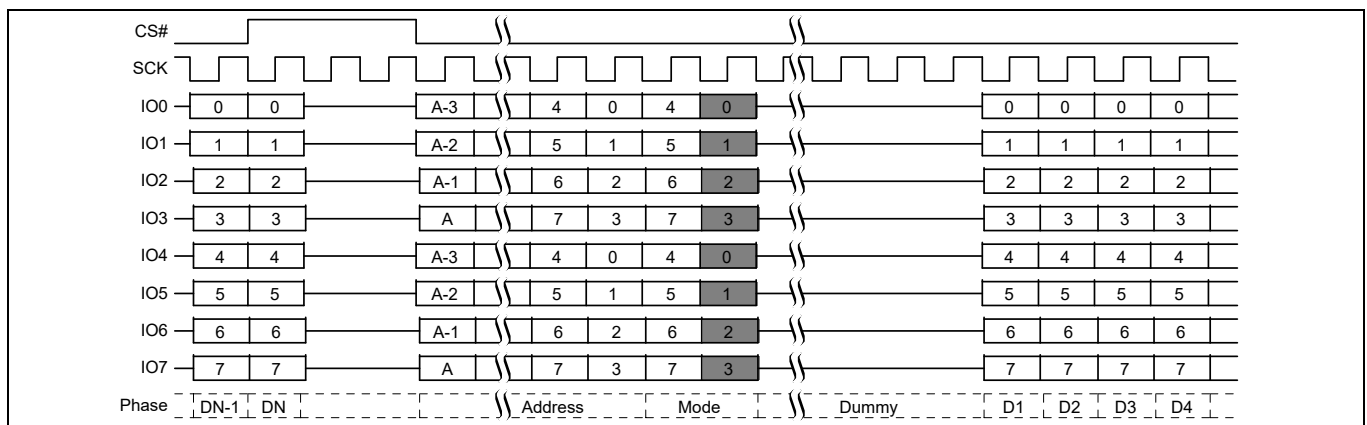 CS#
SCK
IO0 0 0 A-3 4 0 4 0 0 0 0 0
IO1 1 1 A-2 5 1 5 1 1 1 1 1
IO2 2 2 A-1 6 2 6 2 2 2 2 2
IO3 3 3 A 7 3 7 3 3 3 3 3
IO4 4 4 A-3 4 0 4 0 4 4 4 4
IO5 5 5 A-2 5 1 5 1 5 5 5 5
IO6 6 6 A-1 6 2 6 2 6 6 6 6
IO7 7 7 A 7 3 7 3 7 7 7 7
Phase DN-1 DN Address Mode Dummy D1 D2 D3 D4